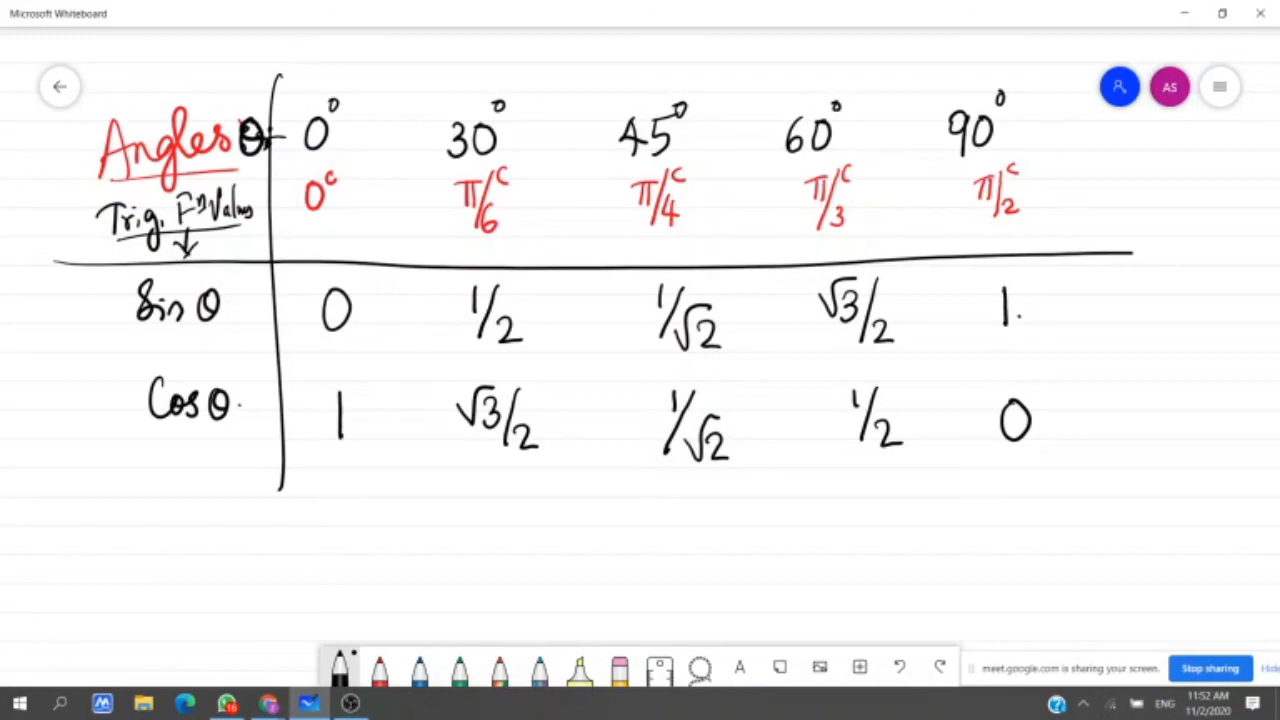 Microsoft Whiteboard
AS
Angles θ 0° 30° 45° 60° 90°
0ᶜ π/6ᶜ π/4ᶜ π/3ᶜ π/2ᶜ
Trig. Fⁿ Values
Sin θ 0 1/2 1/√2 √3/2 1.
Cos θ. 1 √3/2 1/√2 1/2 0
A
meet.google.com is sharing your screen. Stop sharing Hide
18
ENG
11:52 AM
11/2/2020